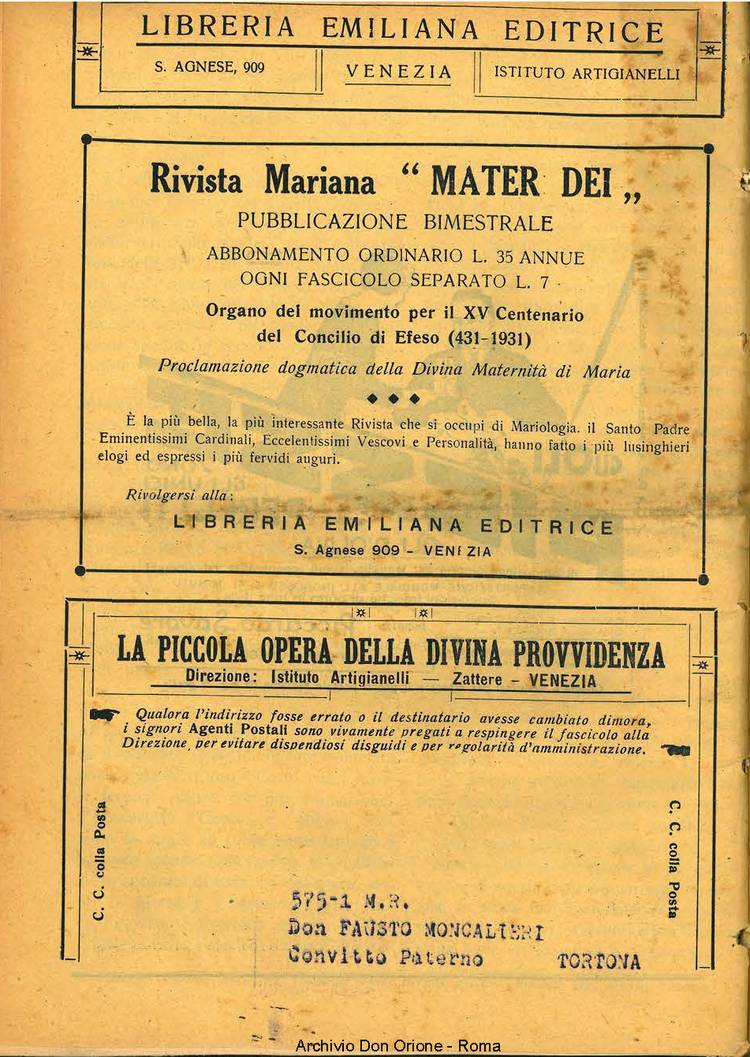 LIBRERIA EMILIANA EDITRICE
S. AGNESE, 909 VENEZIA ISTITUTO ARTIGIANELLI
Rivista Mariana “ MATER DEI „
PUBBLICAZIONE BIMESTRALE
ABBONAMENTO ORDINARIO L. 35 ANNUE
OGNI FASCICOLO SEPARATO L. 7
Organo del movimento per il XV Centenario
del Concilio di Efeso (431-1931)
Proclamazione dogmatica della Divina Maternità di Maria
È la più bella, la più interessante Rivista che si occupi di Mariologia. il Santo Padre
Eminentissimi Cardinali, Eccelentissimi Vescovi e Personalità, hanno fatto i più lusinghieri
elogi ed espressi i più fervidi auguri.
Rivolgersi alla:
LIBRERIA EMILIANA EDITRICE
S. Agnese 909 - VENEZIA
LA PICCOLA OPERA DELLA DIVINA PROVVIDENZA
Direzione: Istituto Artigianelli — Zattere - VENEZIA
Qualora l'indirizzo fosse errato o il destinatario avesse cambiato dimora,
i signori Agenti Postali sono vivamente pregati a respingere il fascicolo alla
Direzione, per evitare dispendiosi disguidi e per regolarità d'amministrazione.
C. C. colla Posta
C. C. colla Posta
575-1 M.R.
Don FAUSTO MONCALIERI
Convitto Paterno TORTONA
Archivio Don Orione - Roma